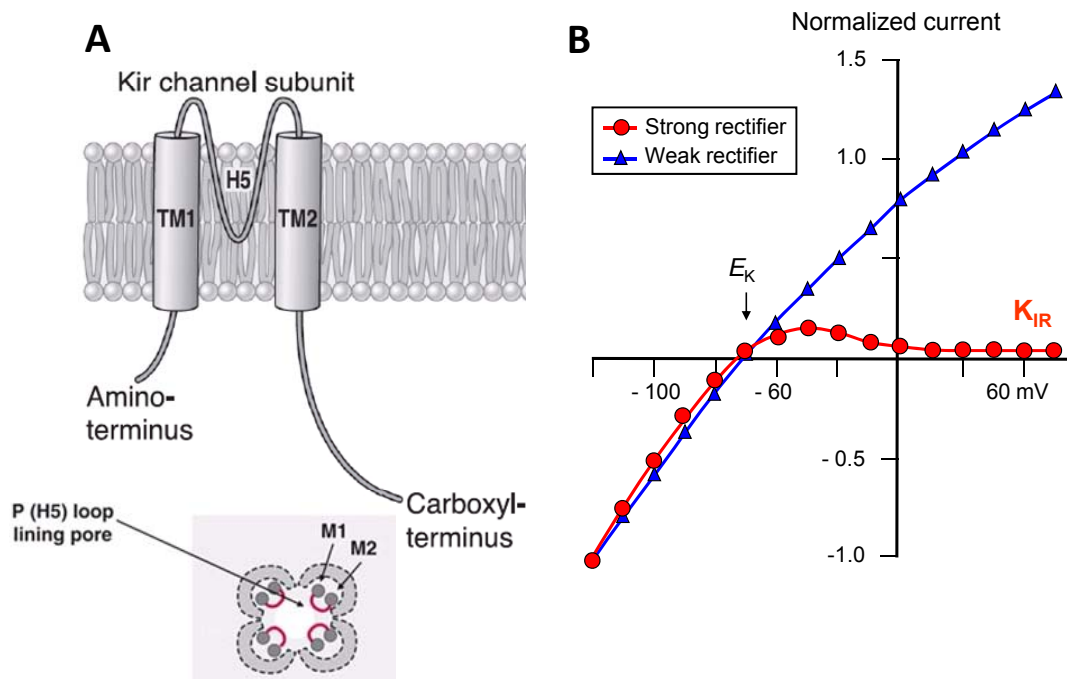 A
Kir channel subunit
H5
TM1
TM2
Amino-
terminus
Carboxyl-
terminus
P (H5) loop
lining pore
M1
M2
B
Normalized current
1.5
Strong rectifier
Weak rectifier
1.0
EK
KIR
- 100
- 60
60 mV
- 0.5
-1.0